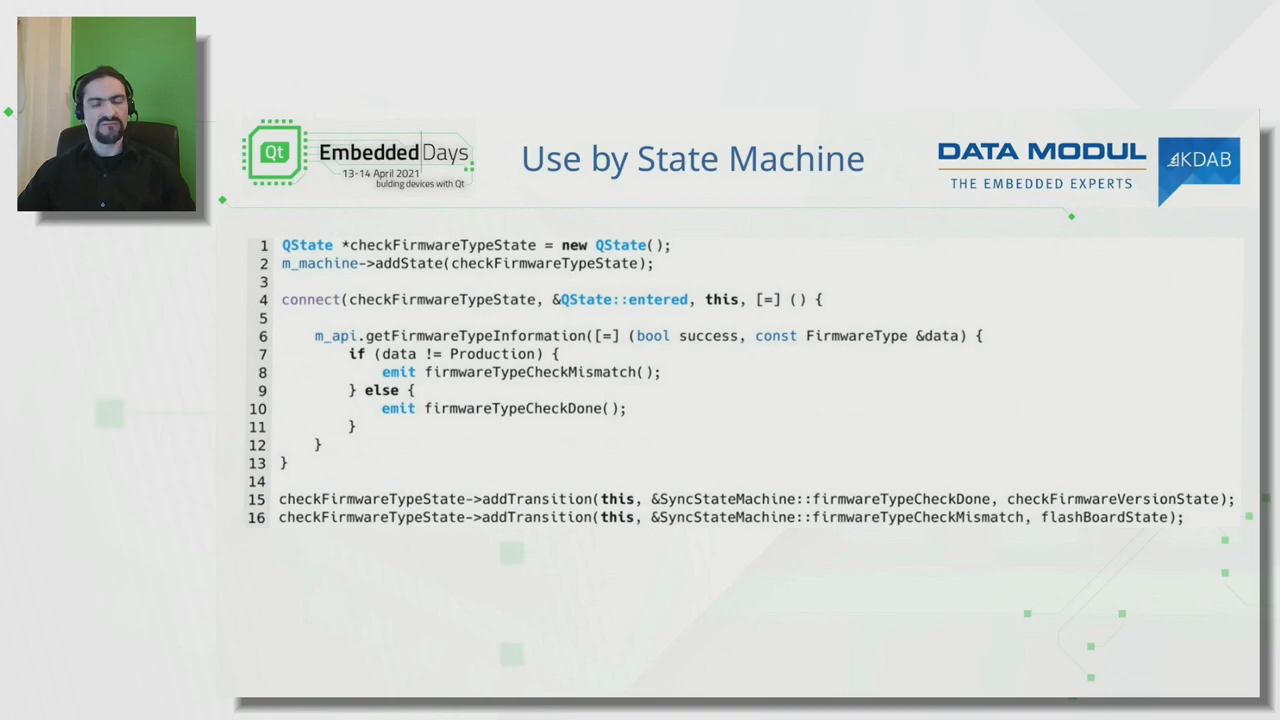 Qt
Embedded Days
13-14 April 2021
bulding devices with Qt
Use by State Machine
DATA MODUL
THE EMBEDDED EXPERTS
KDAB
1 QState *checkFirmwareTypeState = new QState();
2 m_machine->addState(checkFirmwareTypeState);
3
4 connect(checkFirmwareTypeState, &QState::entered, this, [=] () {
5
6 m_api.getFirmwareTypeInformation([=] (bool success, const FirmwareType &data) {
7 if (data != Production) {
8 emit firmwareTypeCheckMismatch();
9 } else {
10 emit firmwareTypeCheckDone();
11 }
12 }
13 }
14
15 checkFirmwareTypeState->addTransition(this, &SyncStateMachine::firmwareTypeCheckDone, checkFirmwareVersionState);
16 checkFirmwareTypeState->addTransition(this, &SyncStateMachine::firmwareTypeCheckMismatch, flashBoardState);